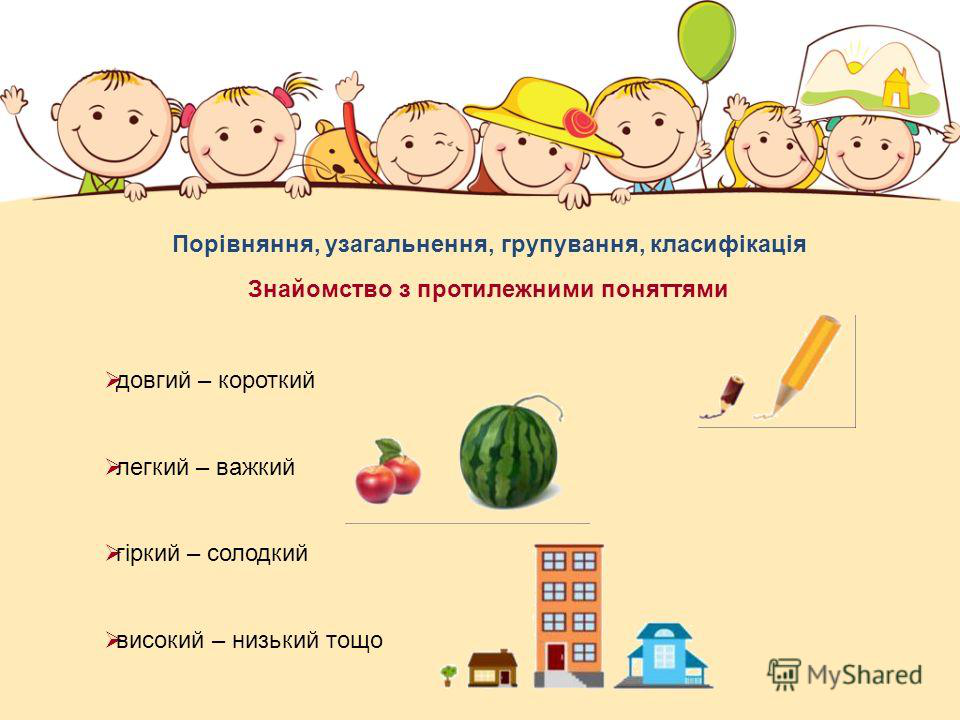 Порівняння, узагальнення, групування, класифікація
Знайомство з протилежними поняттями
довгий – короткий
легкий – важкий
гіркий – солодкий
високий – низький тощо
MyShared